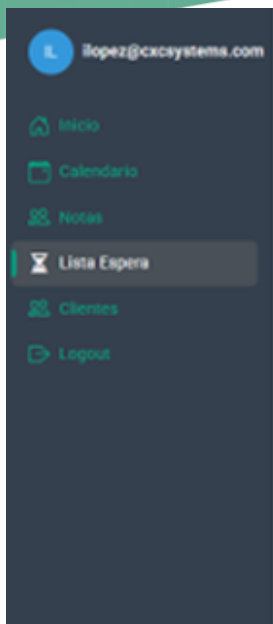 IL
ilopez@cxcsystems.com
Inicio
Calendario
Notas
Lista Espera
Clientes
Logout